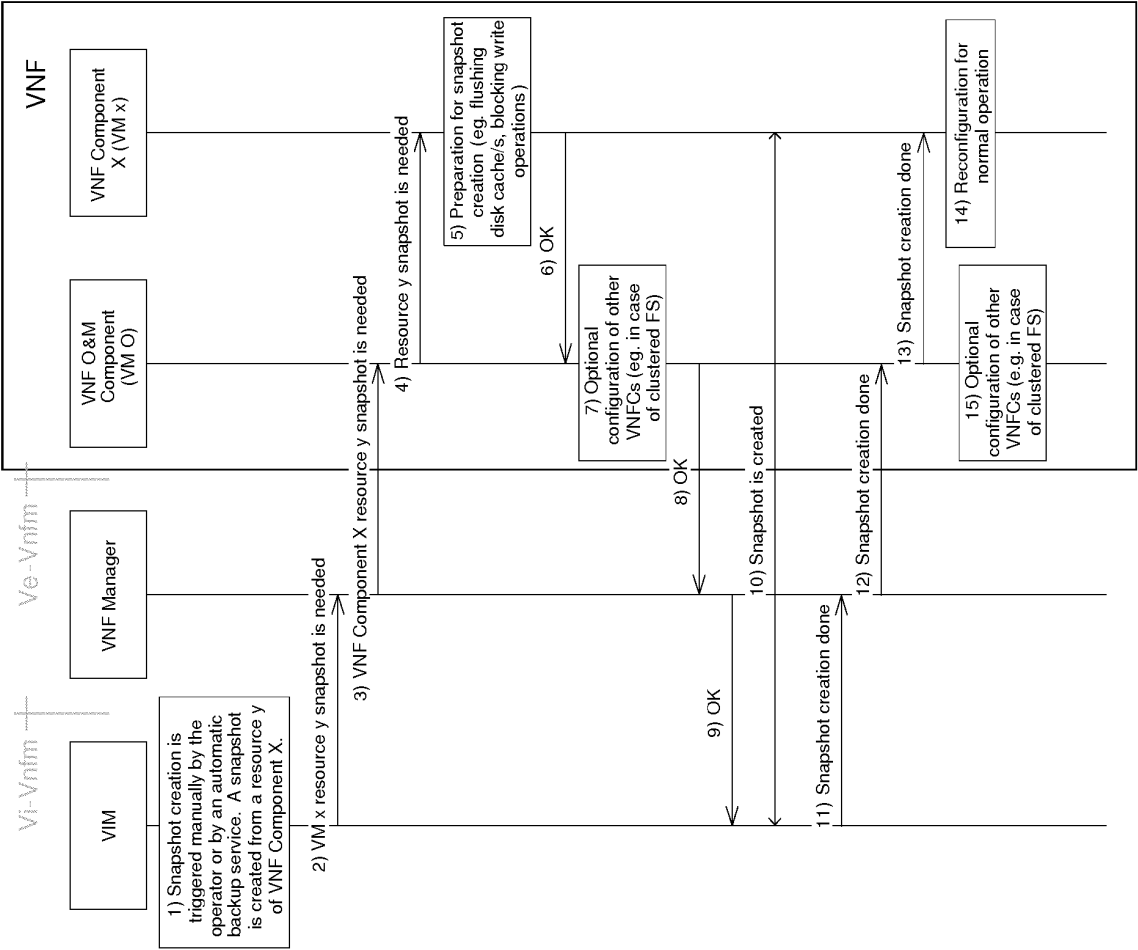 Vi-Vnfm
Ve-Vnfm
VNF
VIM
VNF Manager
VNF O&M
Component
(VM O)
VNF Component
X (VM x)
1) Snapshot creation is
triggered manually by the
operator or by an automatic
backup service. A snapshot
is created from a resource y
of VNF Component X.
2) VM x resource y snapshot is needed
3) VNF Component X resource y snapshot is needed
4) Resource y snapshot is needed
5) Preparation for snapshot
creation (eg. flushing
disk cache/s, blocking write
operations)
6) OK
7) Optional
configuration of other
VNFCs (eg. in case
of clustered FS)
8) OK
9) OK
10) Snapshot is created
11) Snapshot creation done
12) Snapshot creation done
13) Snapshot creation done
14) Reconfiguration for
normal operation
15) Optional
configuration of other
VNFCs (e.g. in case
of clustered FS)